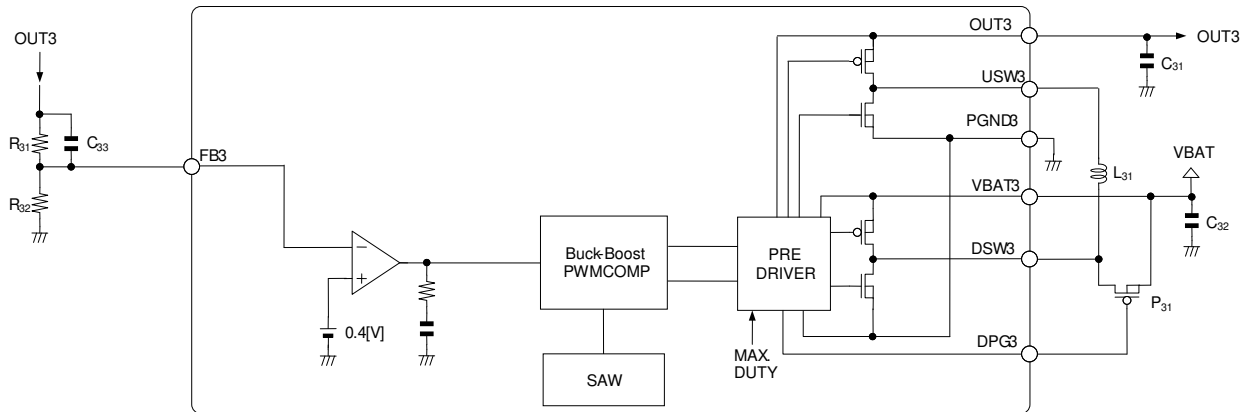 OUT3
R31
C33
R32
FB3
0.4[V]
Buck-Boost
PWMCOMP
SAW
PRE
DRIVER
MAX.
DUTY
OUT3
USW3
PGND3
VBAT3
DSW3
DPG3
OUT3
C31
L31
VBAT
C32
P31